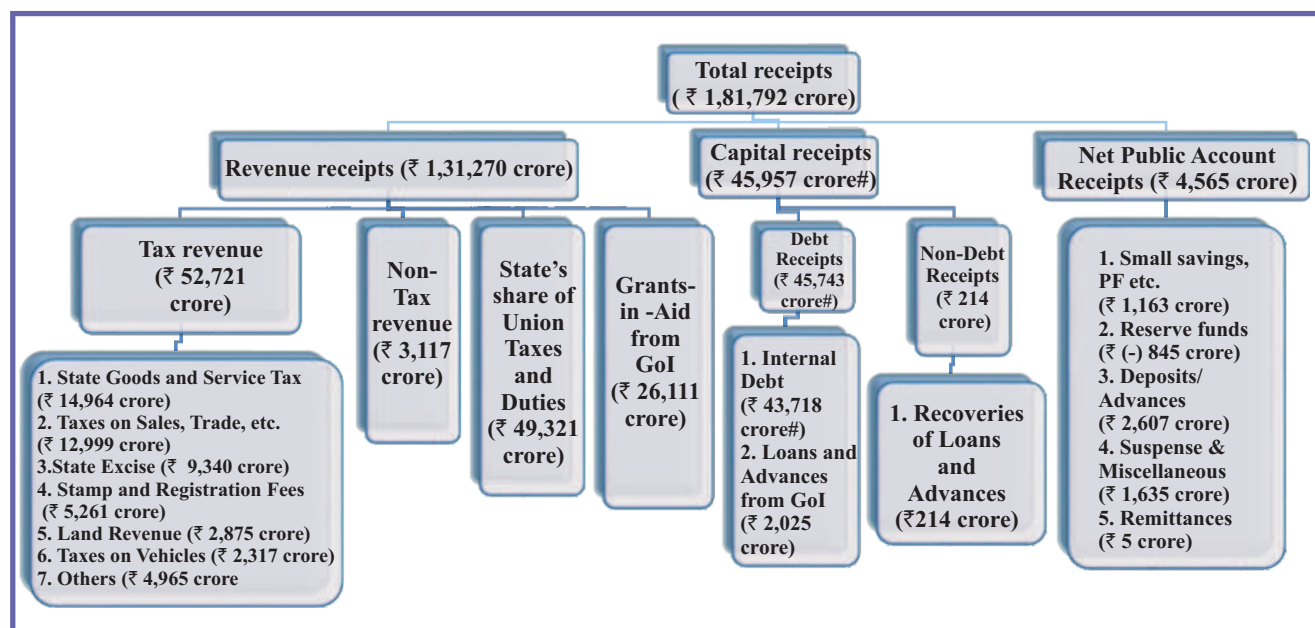 Total receipts
( ₹ 1,81,792 crore)
Revenue receipts (₹ 1,31,270 crore)
Capital receipts
(₹ 45,957 crore#)
Net Public Account
Receipts (₹ 4,565 crore)
Tax revenue
(₹ 52,721
crore)
Non-
Tax
revenue
(₹ 3,117
crore)
State’s
share of
Union
Taxes
and
Duties
(₹ 49,321
crore)
Grants-
in -Aid
from
GoI
(₹ 26,111
crore)
Debt
Receipts
(₹ 45,743
crore#)
Non-Debt
Receipts
(₹ 214
crore)
1. Small savings,
PF etc.
(₹ 1,163 crore)
2. Reserve funds
(₹ (-) 845 crore)
3. Deposits/
Advances
(₹ 2,607 crore)
4. Suspense &
Miscellaneous
(₹ 1,635 crore)
5. Remittances
(₹ 5 crore)
1. State Goods and Service Tax
(₹ 14,964 crore)
2. Taxes on Sales, Trade, etc.
(₹ 12,999 crore)
3.State Excise (₹ 9,340 crore)
4. Stamp and Registration Fees
(₹ 5,261 crore)
5. Land Revenue (₹ 2,875 crore)
6. Taxes on Vehicles (₹ 2,317 crore)
7. Others (₹ 4,965 crore
1. Internal
Debt
(₹ 43,718
crore#)
2. Loans and
Advances
from GoI
(₹ 2,025
crore)
1. Recoveries
of Loans
and
Advances
(₹214 crore)